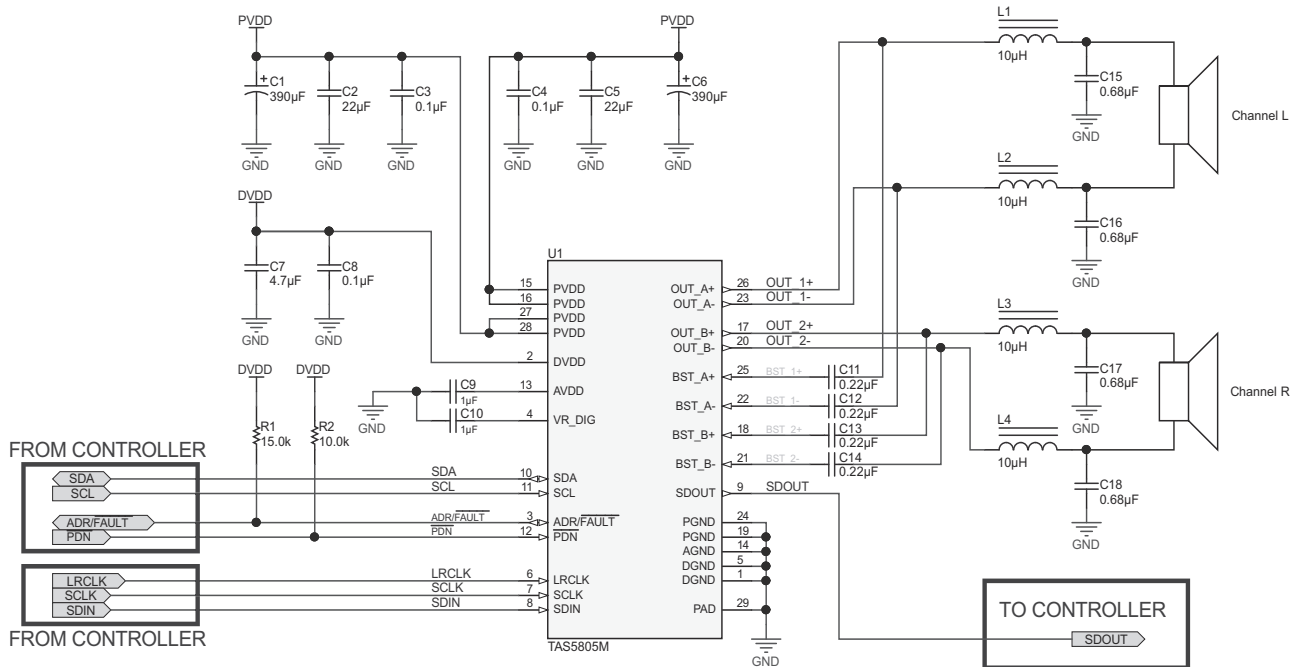 PVDD
PVDD
L1
10µH
C1
390µF
C2
22µF
C3
0.1µF
C4
0.1µF
C5
22µF
C6
390µF
C15
0.68µF
GND
GND
GND
GND
GND
GND
GND
Channel L
L2
10µH
C16
0.68µF
GND
DVDD
C7
4.7µF
C8
0.1µF
GND
GND
U1
15 PVDD
16 PVDD
27 PVDD
28 PVDD
2 DVDD
13 AVDD
4 VR_DIG
10 SDA
11 SCL
3 ADR/FAULT
12 PDN
6 LRCLK
7 SCLK
8 SDIN
OUT_A+ 26 OUT_1+
OUT_A- 23 OUT_1-
OUT_B+ 17 OUT_2+
OUT_B- 20 OUT_2-
BST_A+ 25 BST_1+ C11
0.22µF
BST_A- 22 BST_1- C12
0.22µF
BST_B+ 18 BST_2+ C13
0.22µF
BST_B- 21 BST_2- C14
0.22µF
SDOUT 9 SDOUT
PGND 24
PGND 19
AGND 14
DGND 5
DGND 1
PAD 29
GND
TAS5805M
L3
10µH
C17
0.68µF
GND
Channel R
L4
10µH
C18
0.68µF
GND
C9
1µF
C10
1µF
GND
DVDD
DVDD
R1
15.0k
R2
10.0k
FROM CONTROLLER
SDA
SCL
ADR/FAULT
PDN
SDA
SCL
ADR/FAULT
PDN
LRCLK
SCLK
SDIN
LRCLK
SCLK
SDIN
FROM CONTROLLER
TO CONTROLLER
SDOUT